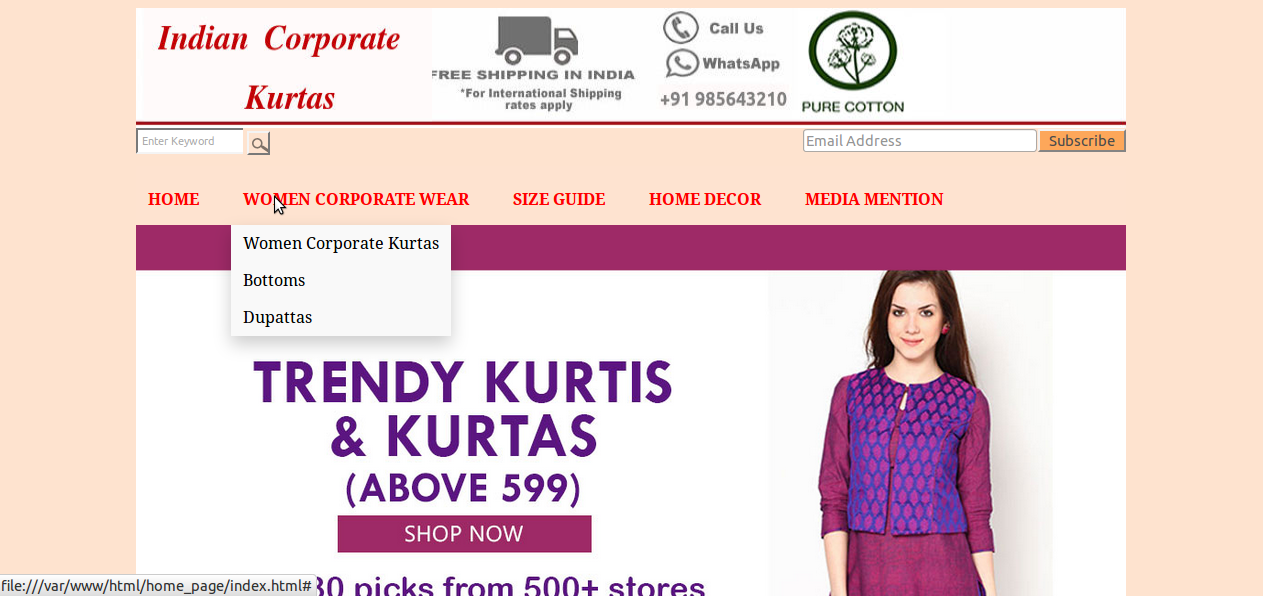 Indian Corporate
Kurtas
FREE SHIPPING IN INDIA
*For International Shipping
rates apply
Call Us
WhatsApp
+91 985643210
PURE COTTON
Enter Keyword
Email Address
Subscribe
HOME
WOMEN CORPORATE WEAR
SIZE GUIDE
HOME DECOR
MEDIA MENTION
Women Corporate Kurtas
Bottoms
Dupattas
TRENDY KURTIS
& KURTAS
(ABOVE 599)
SHOP NOW
picks from 500+ stores
file:///var/www/html/home_page/index.html#